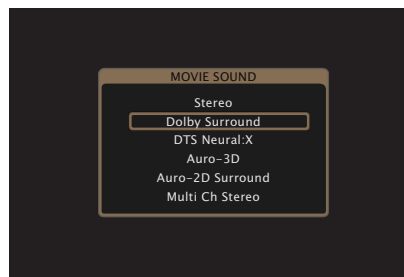 MOVIE SOUND
Stereo
Dolby Surround
DTS Neural:X
Auro-3D
Auro-2D Surround
Multi Ch Stereo